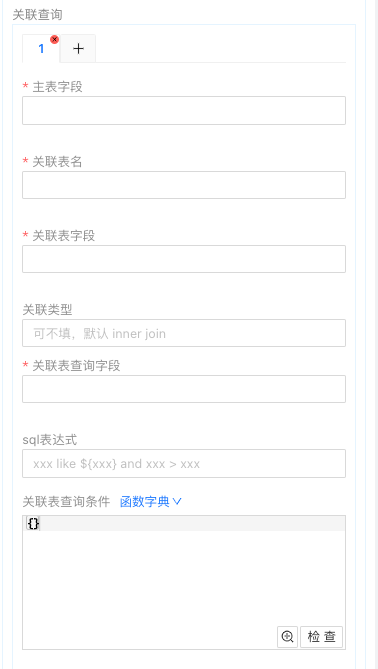 关联查询
1
* 主表字段
* 关联表名
* 关联表字段
关联类型
可不填，默认 inner join
* 关联表查询字段
sql表达式
xxx like ${xxx} and xxx > xxx
关联表查询条件 函数字典
{}
检 查